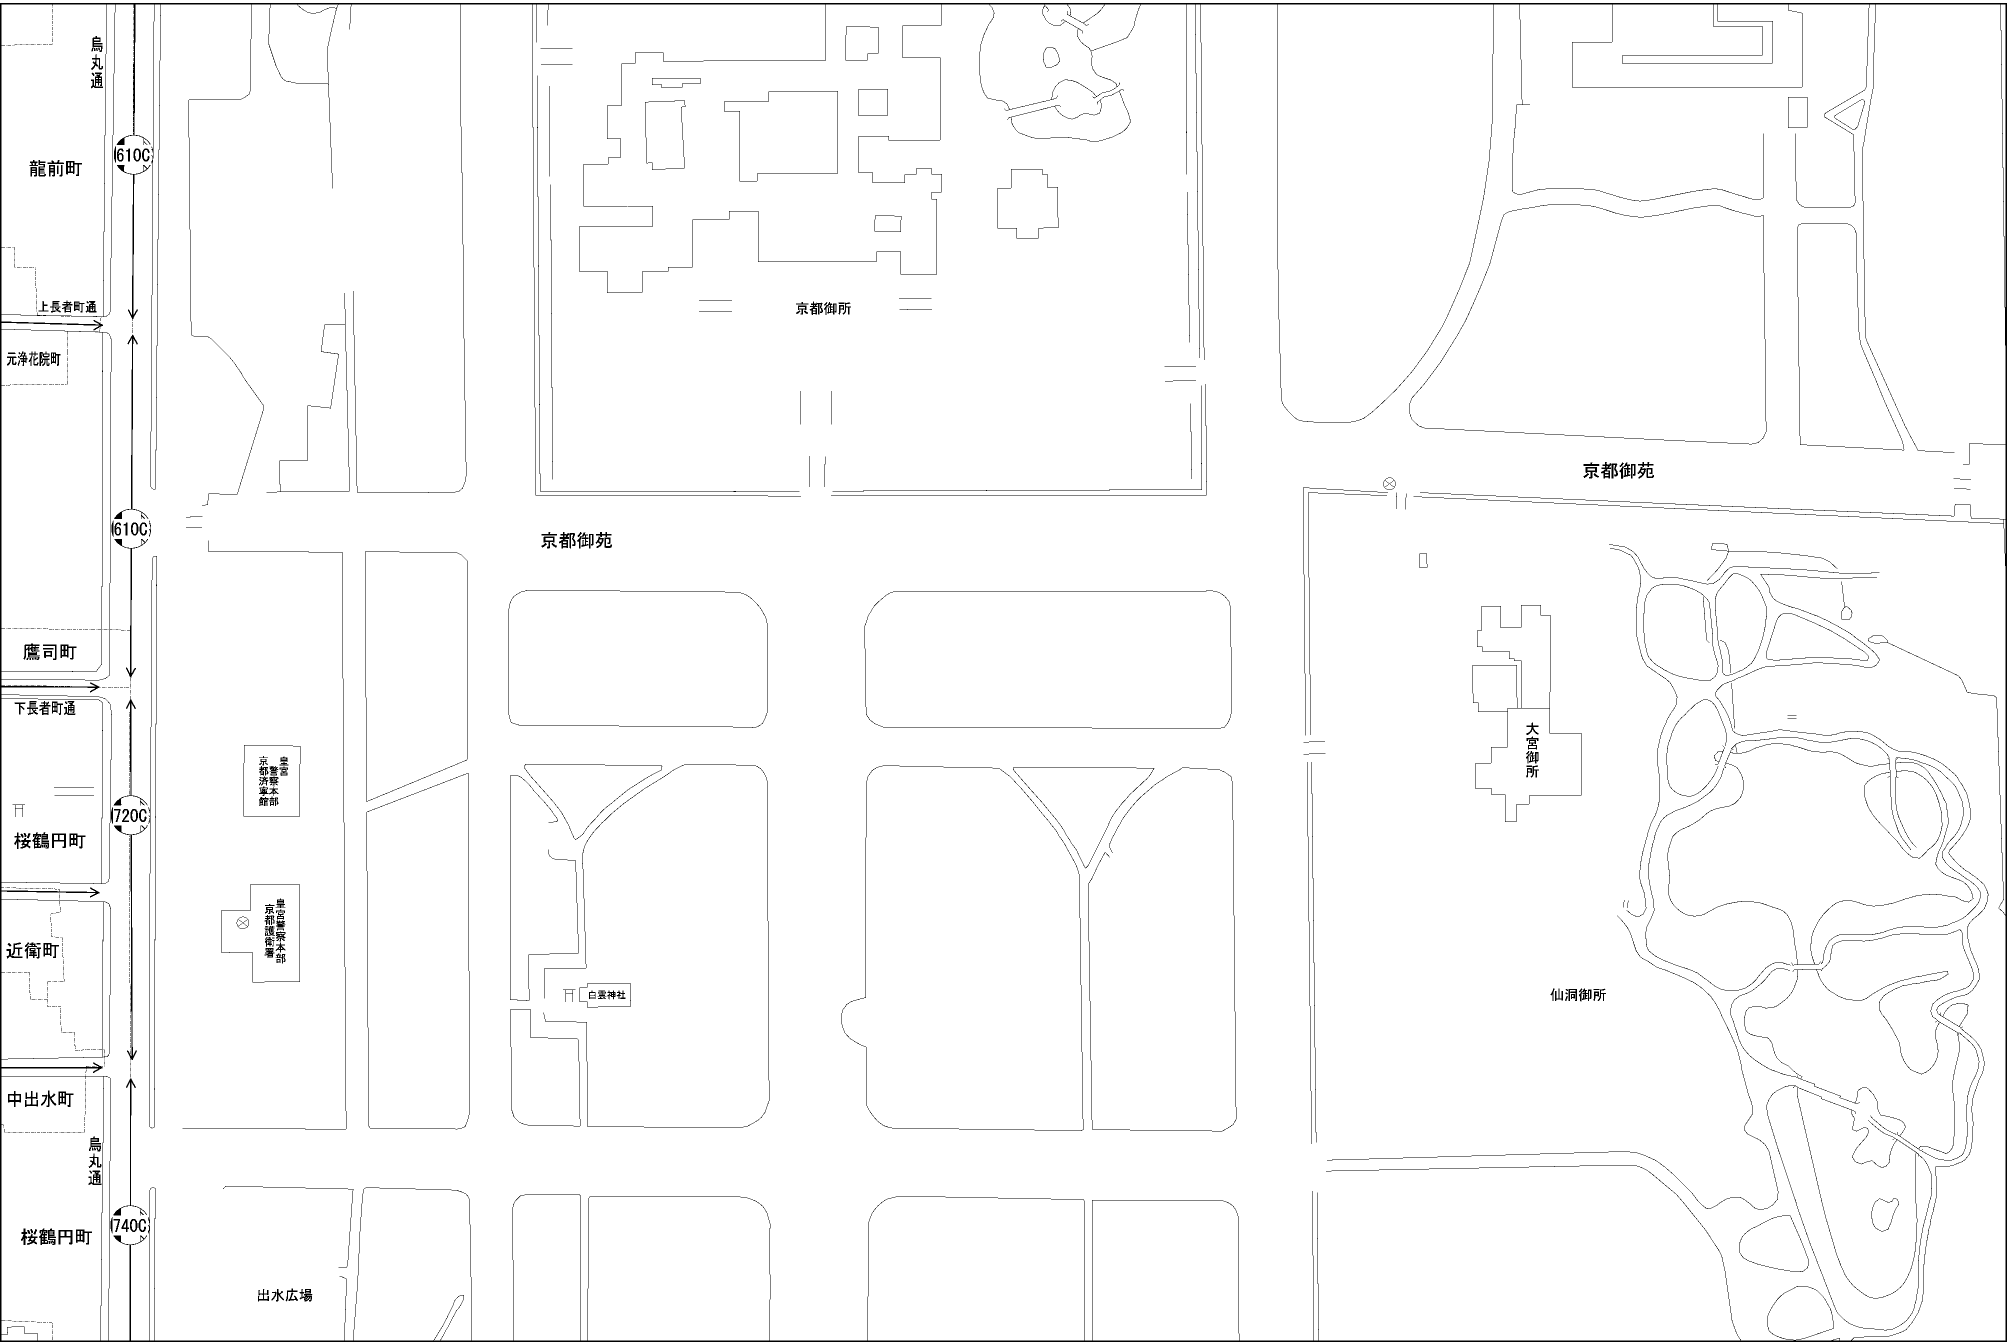 烏丸通
610C
龍前町
上長者町通
元浄花院町
京都御所
京都御苑
610C
京都御苑
鷹司町
下長者町通
大宮御所
皇宮
警察本部
京都済寧館
720C
桜鶴円町
皇宮警察本部
京都護衛署
近衛町
白雲神社
仙洞御所
中出水町
烏丸通
740C
桜鶴円町
出水広場